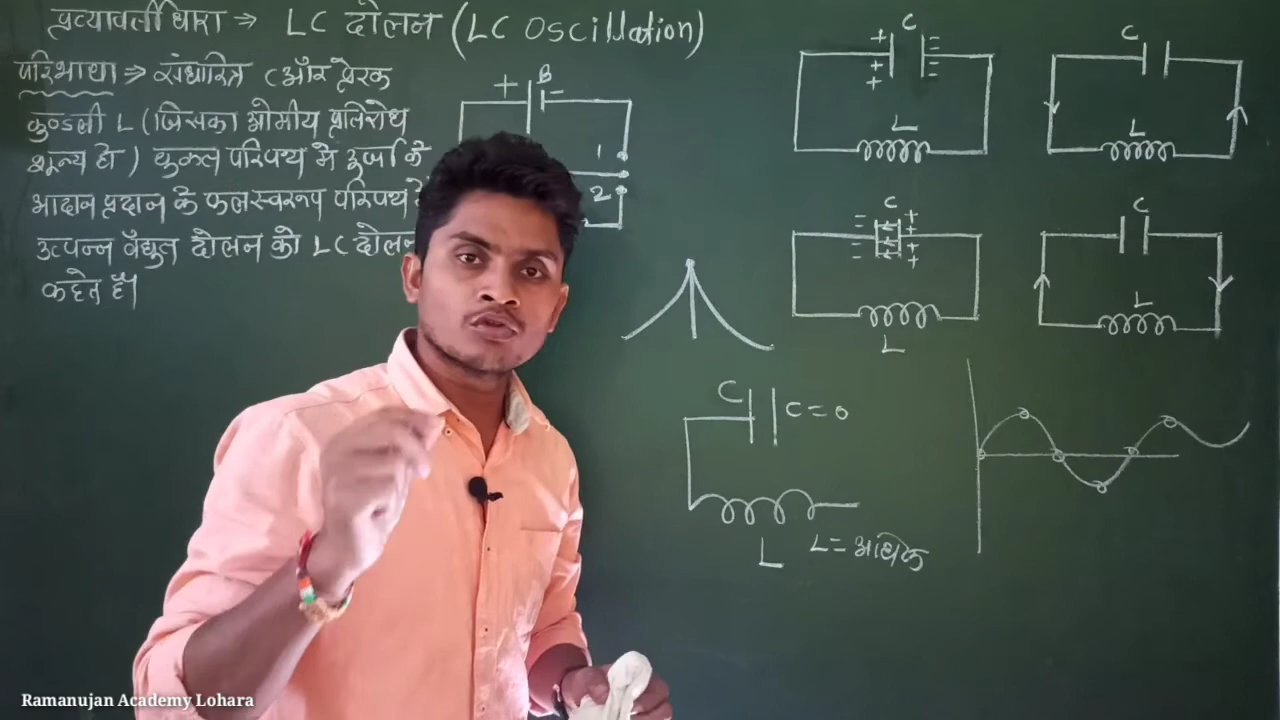 प्रत्यावर्ती धारा ⇒ LC दोलन (LC Oscillation)
परिभाषा ⇒ संधारित्र C और प्रेरक
कुण्डली L (जिसका ओमीय प्रतिरोध
शून्य हो) युक्त परिपथ में ऊर्जा के
आदान प्रदान के फलस्वरूप परिपथ में
उत्पन्न वैद्युत दोलन को LC दोलन
कहते हैं।
+ B -
1
2
C
+ + +
L
C
L
C
+ + +
L
C
L
C C = 0
L L = अधिक
Ramanujan Academy Lohara